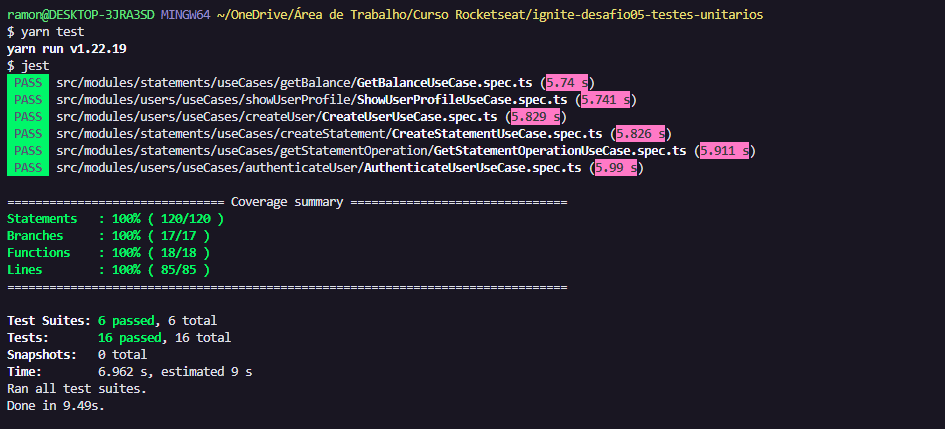 ramon@DESKTOP-3JRA3SD MINGW64 ~/OneDrive/Área de Trabalho/Curso Rocketseat/ignite-desafio05-testes-unitarios
$ yarn test
yarn run v1.22.19
$ jest
PASS src/modules/statements/useCases/getBalance/GetBalanceUseCase.spec.ts (5.74 s)
PASS src/modules/users/useCases/showUserProfile/ShowUserProfileUseCase.spec.ts (5.741 s)
PASS src/modules/users/useCases/createUser/CreateUserUseCase.spec.ts (5.829 s)
PASS src/modules/statements/useCases/createStatement/CreateStatementUseCase.spec.ts (5.826 s)
PASS src/modules/statements/useCases/getStatementOperation/GetStatementOperationUseCase.spec.ts (5.911 s)
PASS src/modules/users/useCases/authenticateUser/AuthenticateUserUseCase.spec.ts (5.99 s)
=============================== Coverage summary ===============================
Statements   : 100% ( 120/120 )
Branches     : 100% ( 17/17 )
Functions    : 100% ( 18/18 )
Lines        : 100% ( 85/85 )
================================================================================
Test Suites: 6 passed, 6 total
Tests:       16 passed, 16 total
Snapshots:   0 total
Time:        6.962 s, estimated 9 s
Ran all test suites.
Done in 9.49s.